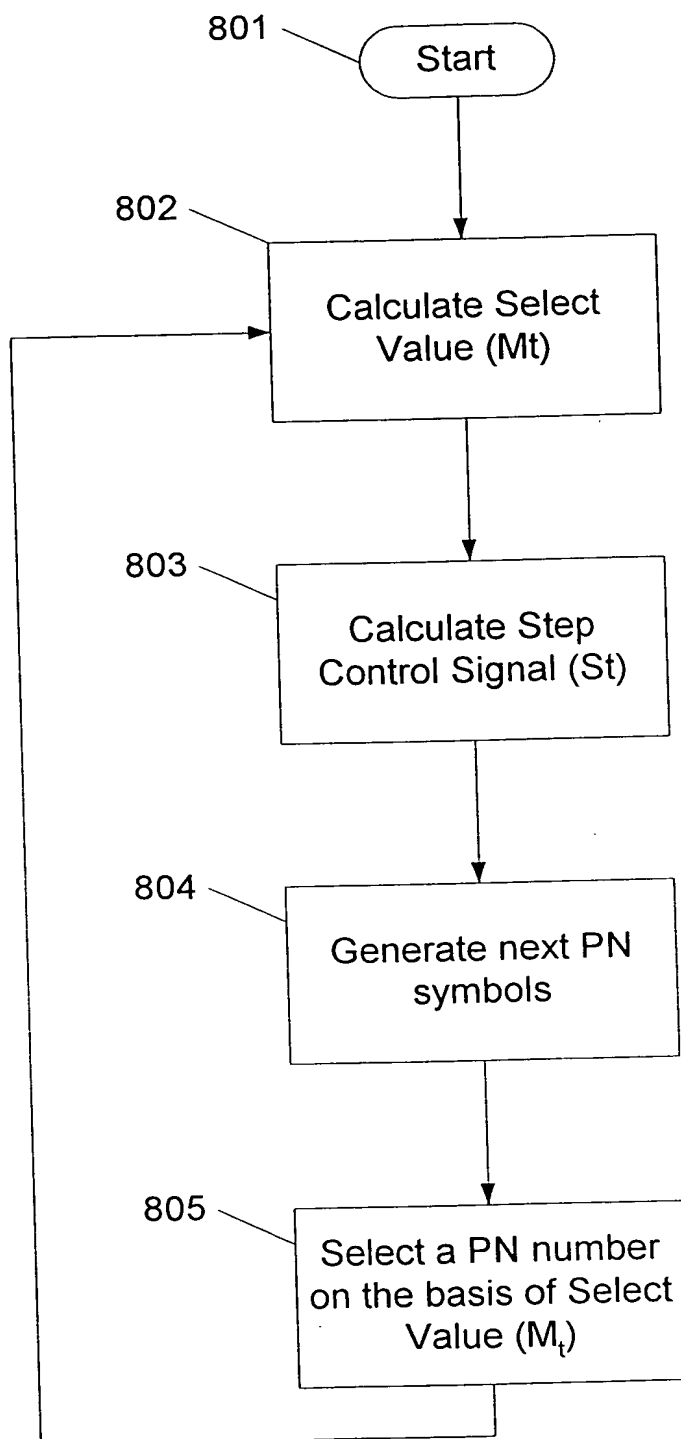 801
Start
802
Calculate Select
Value (Mt)
803
Calculate Step
Control Signal (St)
804
Generate next PN
symbols
805
Select a PN number
on the basis of Select
Value (Mt)